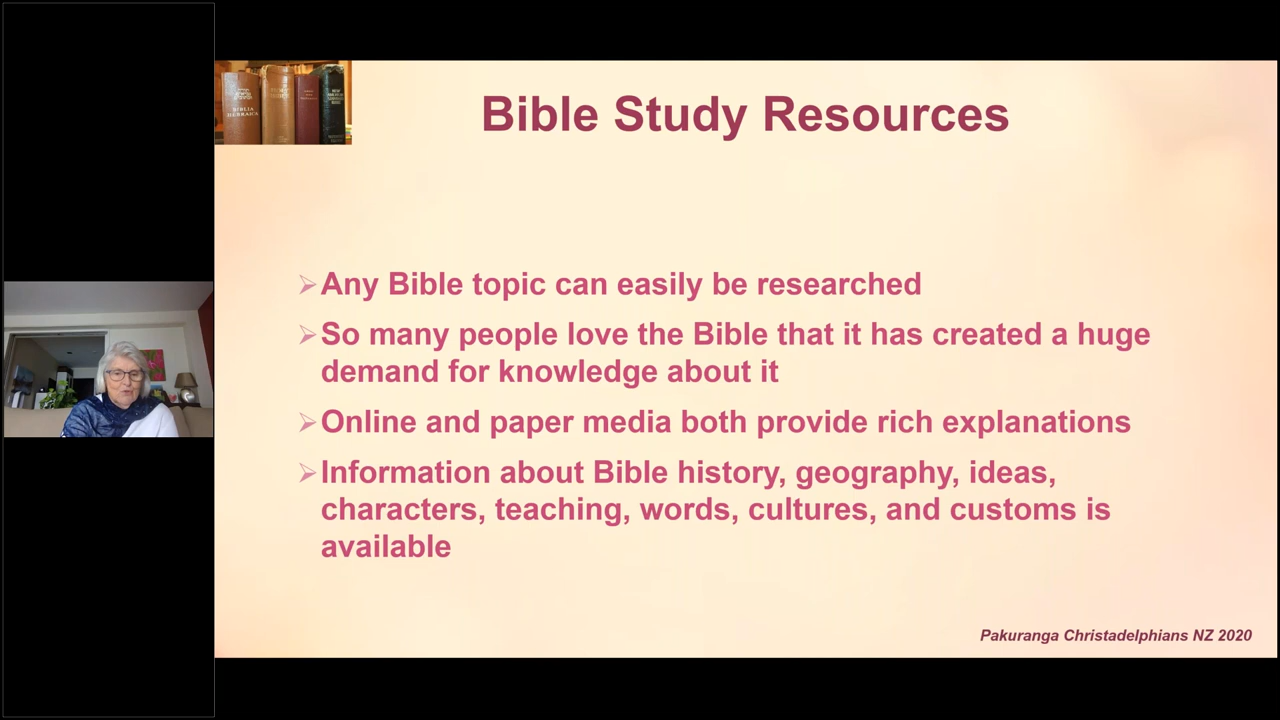 BIBLIA
HEBRAICA
Bible Study Resources
Any Bible topic can easily be researched
So many people love the Bible that it has created a huge
demand for knowledge about it
Online and paper media both provide rich explanations
Information about Bible history, geography, ideas,
characters, teaching, words, cultures, and customs is
available
Pakuranga Christadelphians NZ 2020